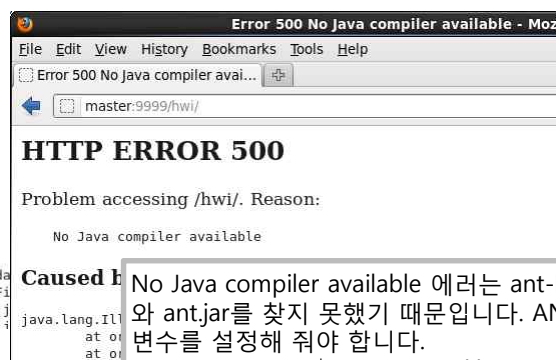 Error 500 No Java compiler available - Moz
File Edit View History Bookmarks Tools Help
Error 500 No Java compiler avai...
master:9999/hwi/
HTTP ERROR 500
Problem accessing /hwi/. Reason:
No Java compiler available
Caused b
No Java compiler available 에러는 ant-
와 ant.jar를 찾지 못했기 때문입니다. AN
변수를 설정해 줘야 합니다.
java.lang.Ill
at or
at or